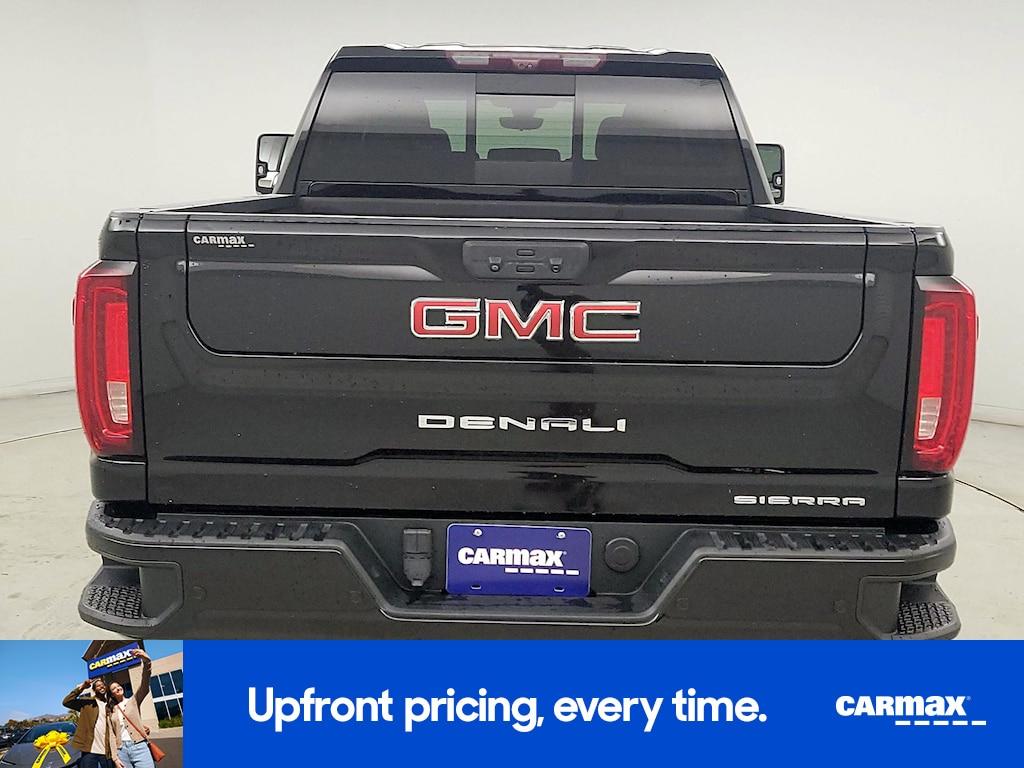 CARMAX
GMC
DENALI
SIERRA
CARMAX
CARMAX
Upfront pricing, every time.
CARMAX